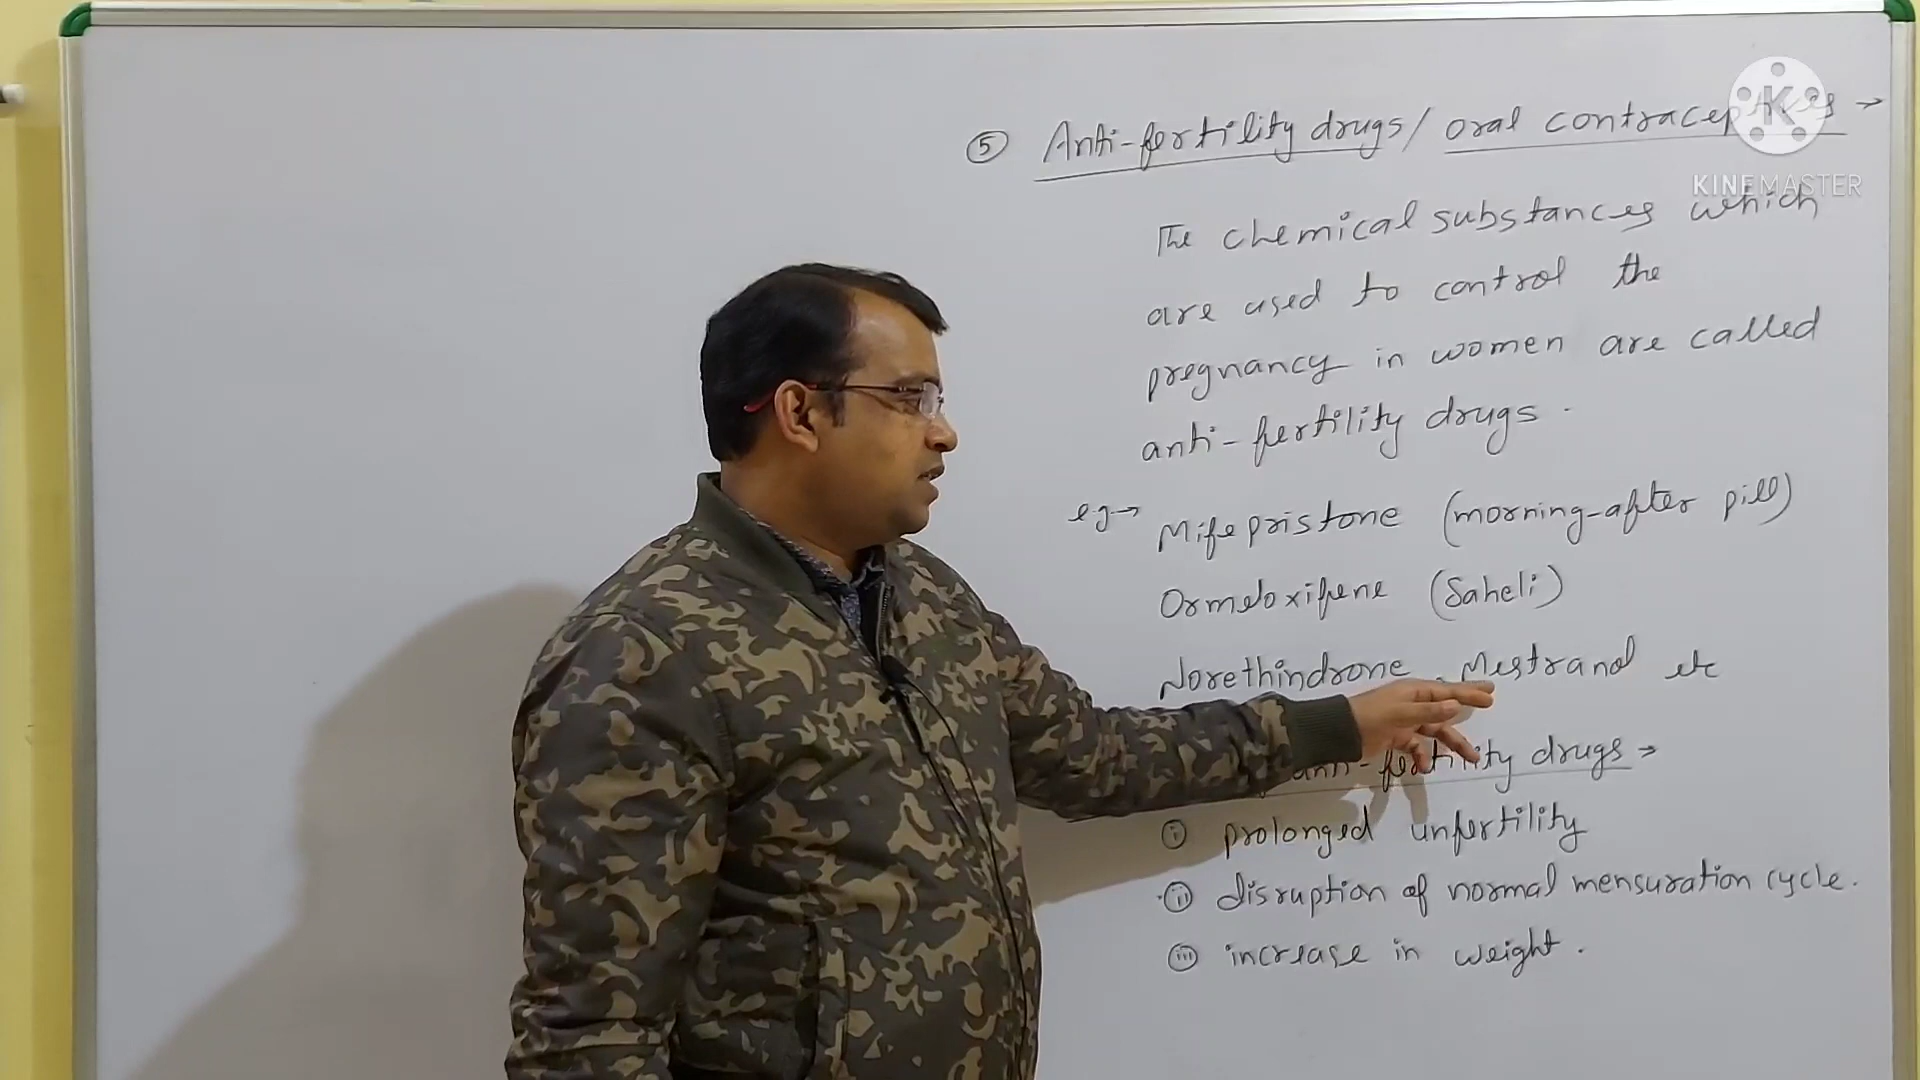 ⑤ Anti-fertility drugs/ oral contraceptives →
The chemical substances which
are used to control the
pregnancy in women are called
anti-fertility drugs.
e.g→ Mifepristone (morning-after pill)
Ormeloxifene (Saheli)
Norethindrone, Mestranol etc
anti-fertility drugs →
(i) prolonged unfertility
(ii) disruption of normal mensuration cycle.
(iii) increase in weight.
K
KINEMASTER